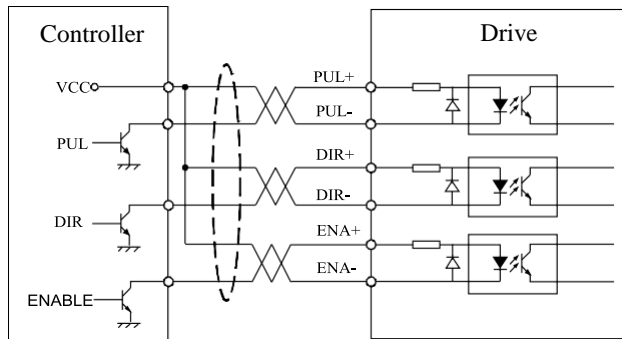 Controller
Drive
VCC
PUL+
PUL-
PUL
DIR+
DIR-
DIR
ENA+
ENA-
ENABLE